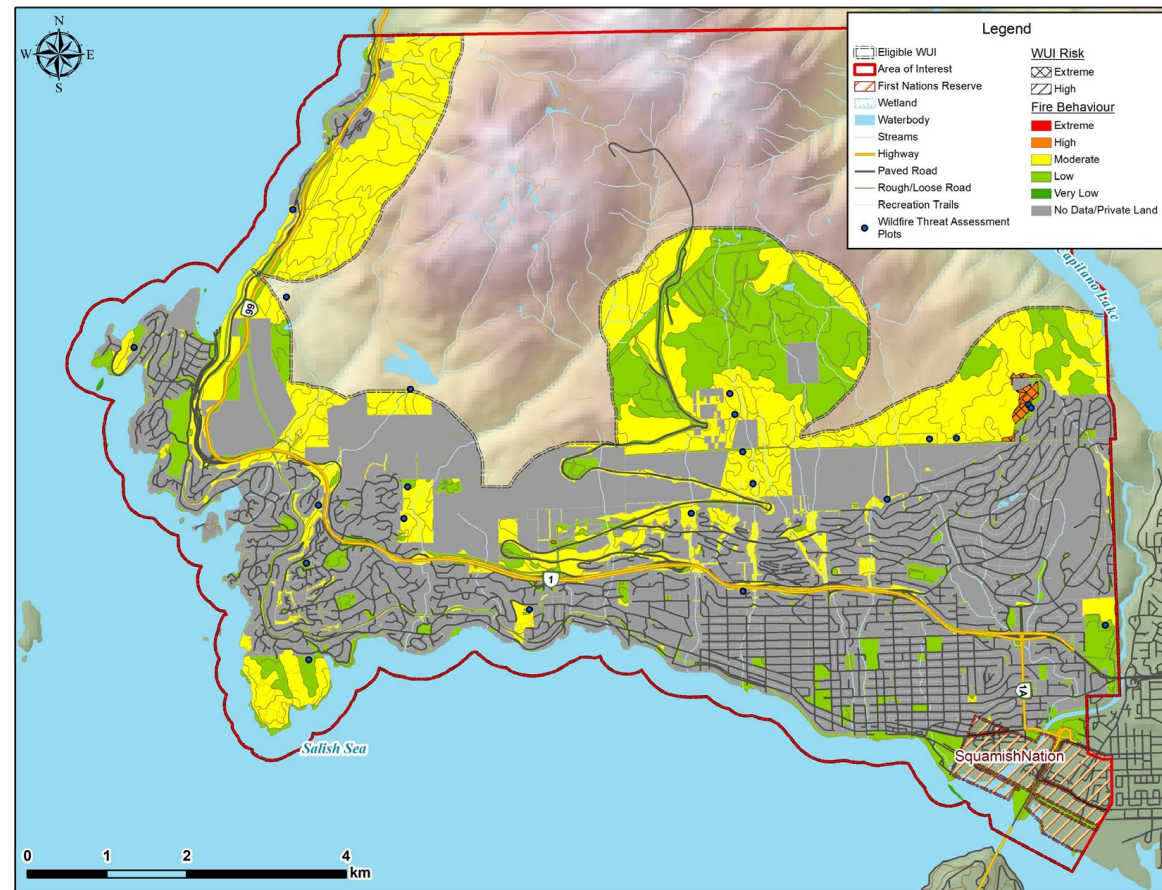 N
W E
S
Legend
Eligible WUI
Area of Interest
First Nations Reserve
Wetland
Waterbody
Streams
Highway
Paved Road
Rough/Loose Road
Recreation Trails
Wildfire Threat Assessment
Plots
WUI Risk
Extreme
High
Fire Behaviour
Extreme
High
Moderate
Low
Very Low
No Data/Private Land
Capilano Lake
99
1
1A
Salish Sea
SquamishNation
0 1 2 4
km